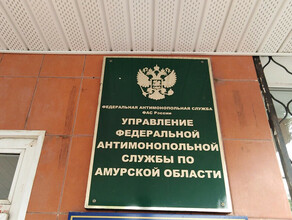 ФЕДЕРАЛЬНАЯ АНТИМОНОПОЛЬНАЯ СЛУЖБА
ФАС России
УПРАВЛЕНИЕ
ФЕДЕРАЛЬНОЙ
АНТИМОНОПОЛЬНОЙ
СЛУЖБЫ ПО
АМУРСКОЙ ОБЛАСТИ